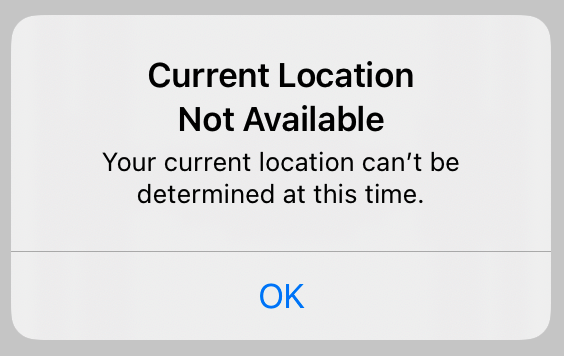 Current Location
Not Available
Your current location can’t be
determined at this time.
OK